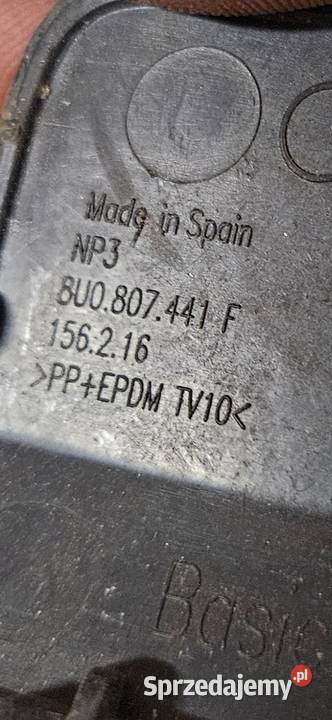 Made in Spain
NP3
8U0.807.441 F
156.2.16
>PP+EPDM TV10<
Basic
Sprzedajemy.pl